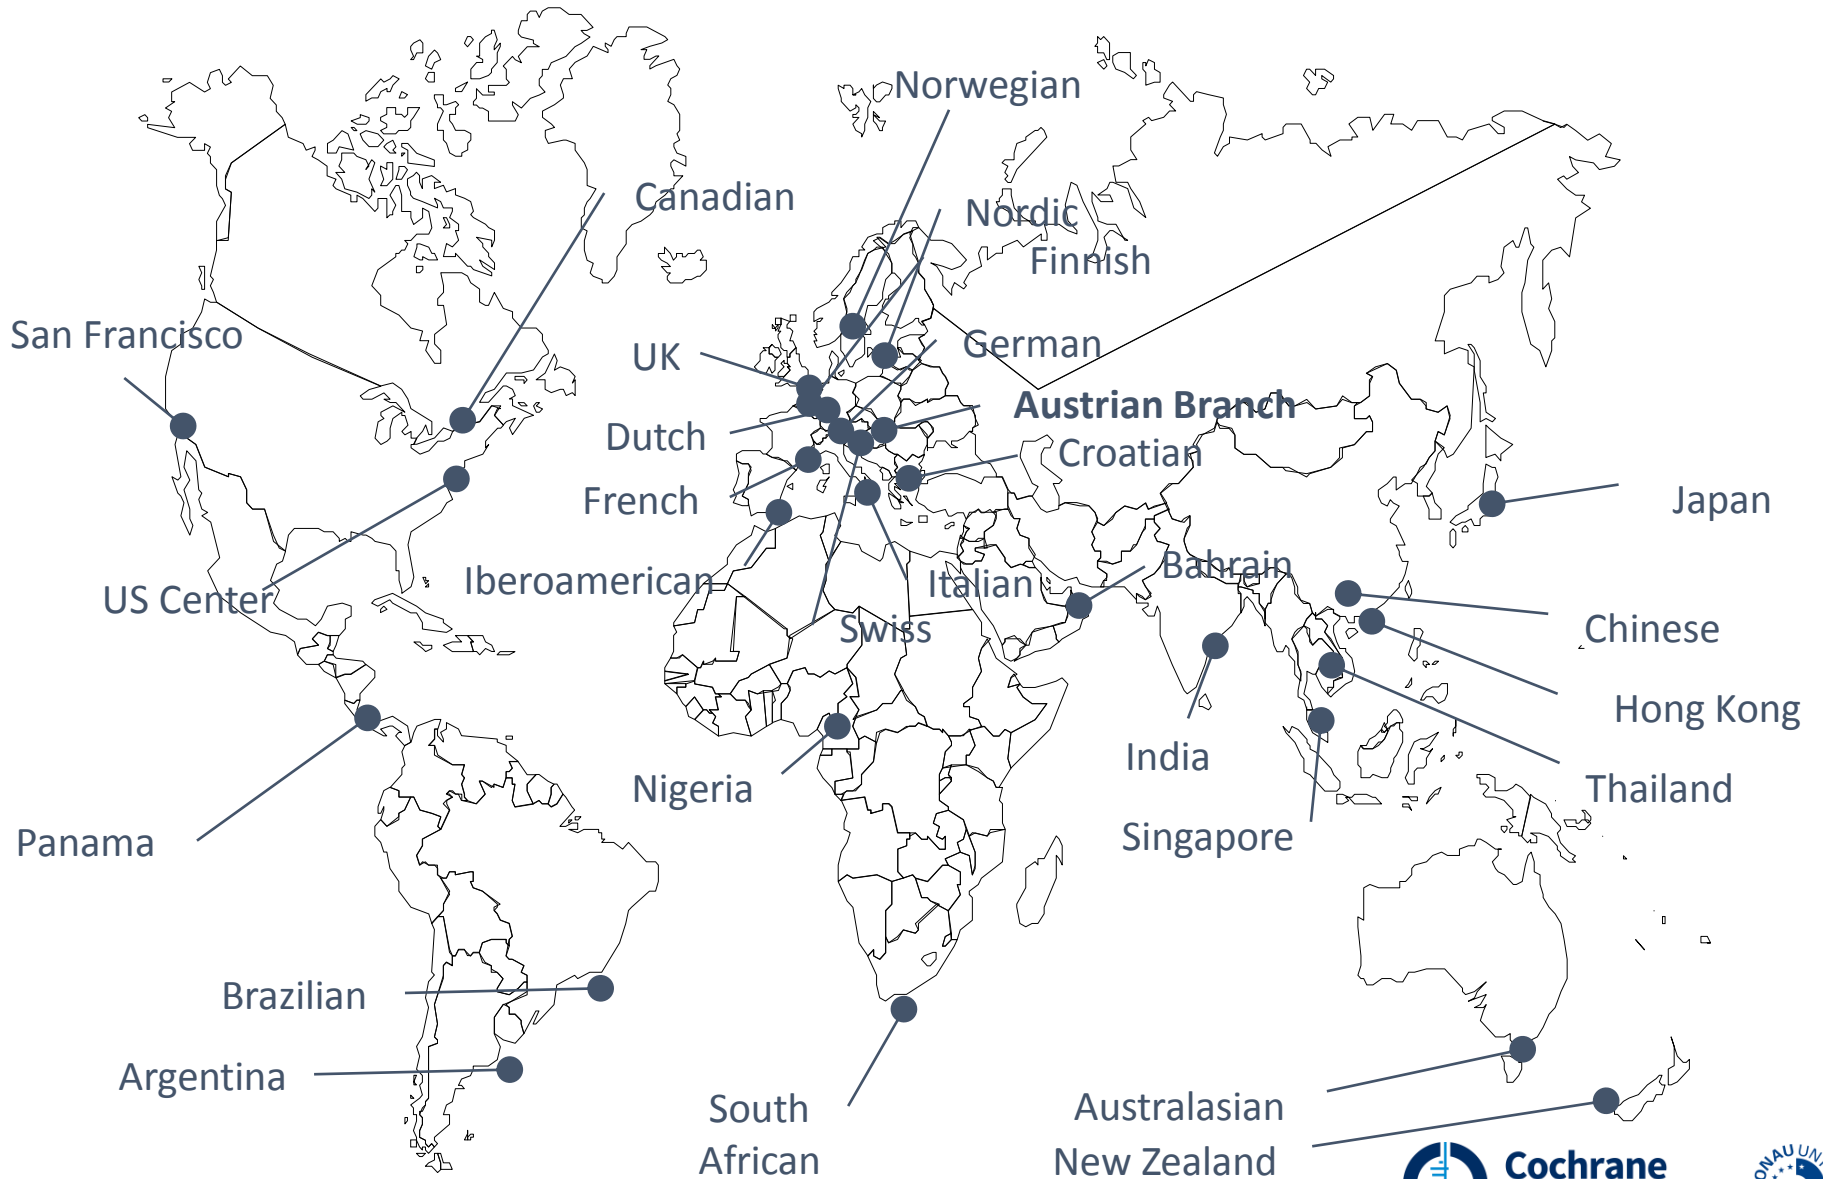 Norwegian
Canadian
Nordic
Finnish
San Francisco
UK
German
Austrian Branch
Dutch
Croatian
French
Japan
Iberoamerican
Bahrain
US Center
Italian
Swiss
Chinese
Hong Kong
India
Nigeria
Thailand
Panama
Singapore
Brazilian
Argentina
South
African
Australasian
New Zealand
Cochrane